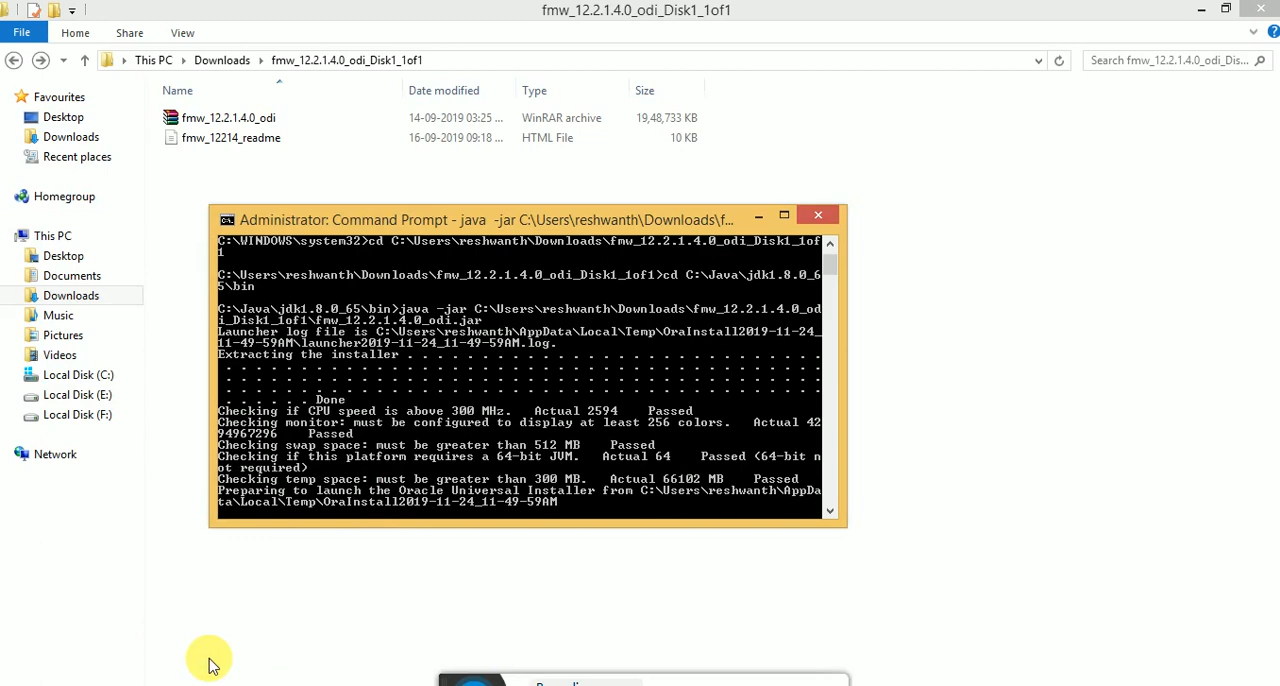 fmw_12.2.1.4.0_odi_Disk1_1of1
File Home Share View
This PC Downloads fmw_12.2.1.4.0_odi_Disk1_1of1 Search fmw_12.2.1.4.0_odi_Dis...
Name Date modified Type Size
fmw_12.2.1.4.0_odi 14-09-2019 03:25 ... WinRAR archive 19,48,733 KB
fmw_12214_readme 16-09-2019 09:18 ... HTML File 10 KB
Favourites
Desktop
Downloads
Recent places
Homegroup
This PC
Desktop
Documents
Downloads
Music
Pictures
Videos
Local Disk (C:)
Local Disk (E:)
Local Disk (F:)
Network
Administrator: Command Prompt - java -jar C:\Users\reshwanth\Downloads\f...
C:\WINDOWS\system32>cd C:\Users\reshwanth\Downloads\fmw_12.2.1.4.0_odi_Disk1_1of
1
C:\Users\reshwanth\Downloads\fmw_12.2.1.4.0_odi_Disk1_1of1>cd C:\Java\jdk1.8.0_6
5\bin
C:\Java\jdk1.8.0_65\bin>java -jar C:\Users\reshwanth\Downloads\fmw_12.2.1.4.0_od
i_Disk1_1of1\fmw_12.2.1.4.0_odi.jar
Launcher log file is C:\Users\reshwanth\AppData\Local\Temp\OraInstall2019-11-24_
11-49-59AM\launcher2019-11-24_11-49-59AM.log.
Extracting the installer . . . . . . . . . . . . . . . . . . . . . . . . . . . .
. . . . . . . . . . . . . . . . . . . . . . . . . . . . . . . . . . . . . . . .
. . . . . . . . . . . . . . . . . . . . . . . . . . . . . . . . . . . . . . . .
. . . . . . . . . . . . . . . . . . . . . . . . . . . . . . . . . . . . . . . .
. . . . . . Done
Checking if CPU speed is above 300 MHz. Actual 2594 Passed
Checking monitor: must be configured to display at least 256 colors. Actual 42
94967296 Passed
Checking swap space: must be greater than 512 MB Passed
Checking if this platform requires a 64-bit JVM. Actual 64 Passed (64-bit n
ot required)
Checking temp space: must be greater than 300 MB. Actual 66102 MB Passed
Preparing to launch the Oracle Universal Installer from C:\Users\reshwanth\AppDa
ta\Local\Temp\OraInstall2019-11-24_11-49-59AM